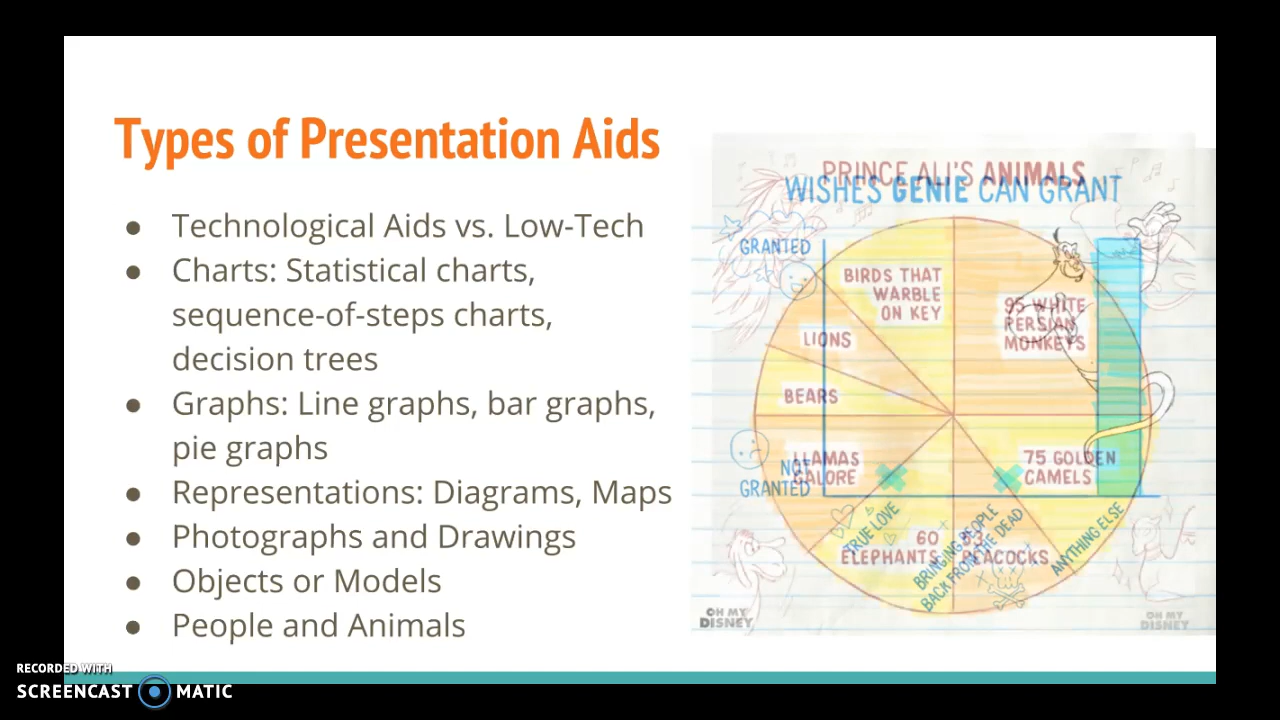 Types of Presentation Aids
● Technological Aids vs. Low-Tech
● Charts: Statistical charts,
sequence-of-steps charts,
decision trees
● Graphs: Line graphs, bar graphs,
pie graphs
● Representations: Diagrams, Maps
● Photographs and Drawings
● Objects or Models
● People and Animals
PRINCE ALI'S ANIMALS
WISHES GENIE CAN GRANT
GRANTED
BIRDS THAT
WARBLE
ON KEY
95 WHITE
PERSIAN
MONKEYS
LIONS
BEARS
LLAMAS
GALORE
NOT
GRANTED
75 GOLDEN
CAMELS
60
ELEPHANTS
53
PEACOCKS
TRUE LOVE
BRINGING PEOPLE
BACK FROM THE DEAD
ANYTHING ELSE
OH MY
DISNEY
OH MY
DISNEY
RECORDED WITH
SCREENCAST MATIC